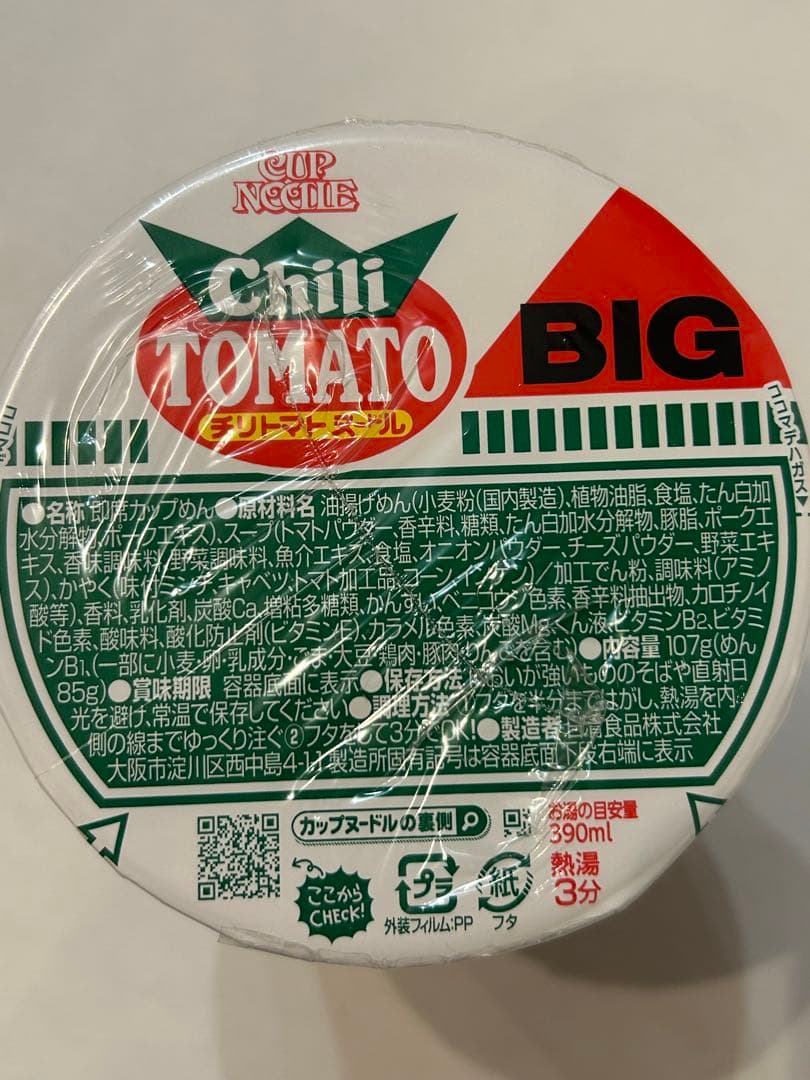 CUP
NOODLE
Chili
TOMATO
チリトマトヌードル
BIG
ココマデハガス
●名称 即席カップめん●原材料名 油揚げめん(小麦粉(国内製造)、植物油脂、食塩、たん白加
水分解物、ポークエキス)、スープ(トマトパウダー、香辛料、糖類、たん白加水分解物、豚脂、ポークエ
キス、香味調味料、野菜調味料、魚介エキス、食塩、オニオンパウダー、チーズパウダー、野菜エキ
ス)、かやく(味付ミンチ、キャベツ、トマト加工品、コーン、インゲン)／加工でん粉、調味料(アミノ
酸等)、香料、乳化剤、炭酸Ca、増粘多糖類、かんすい、ベニコウジ色素、香辛料抽出物、カロチノイ
ド色素、酸味料、酸化防止剤(ビタミンE)、カラメル色素、炭酸Mg、くん液、ビタミンB2、ビタミ
ンB1、(一部に小麦・卵・乳成分・ごま・大豆・鶏肉・豚肉・りんごを含む)●内容量 107g(めん
85g)●賞味期限 容器底面に表示●保存方法 においが強いもののそばや直射日
光を避け、常温で保存してください●調理方法 フタを半分まではがし、熱湯を内
側の線までゆっくり注ぐ②フタをして3分でOK!●製造者 日清食品株式会社
大阪市淀川区西中島4-1-1 製造所固有記号は容器底面 右端に表示
カップヌードルの裏側
お湯の目安量
390ml
熱湯
3分
ココから
CHECK!
プラ
外装フィルム:PP
紙
フタ